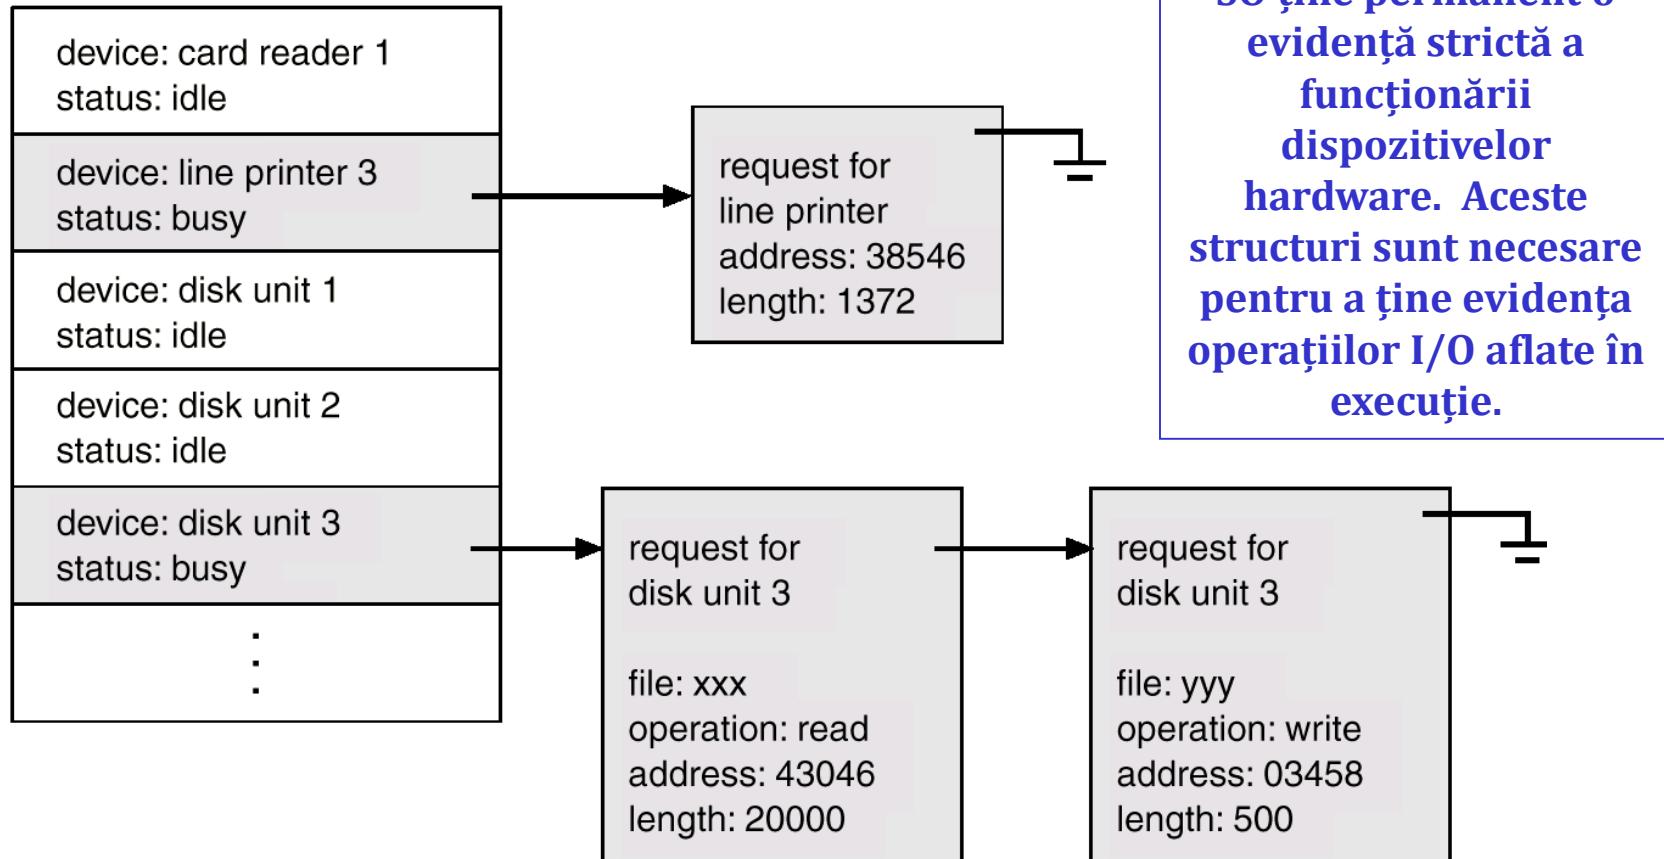 device: card reader 1
status: idle
device: line printer 3
status: busy
device: disk unit 1
status: idle
device: disk unit 2
status: idle
device: disk unit 3
status: busy
request for
line printer
address: 38546
length: 1372
request for
disk unit 3
file: xxx
operation: read
address: 43046
length: 20000
request for
disk unit 3
file: yyy
operation: write
address: 03458
length: 500
SO ține permanent o
evidență strictă a
funcționării
dispozitivelor
hardware. Aceste
structuri sunt necesare
pentru a ține evidența
operațiilor I/O aflate în
execuție.